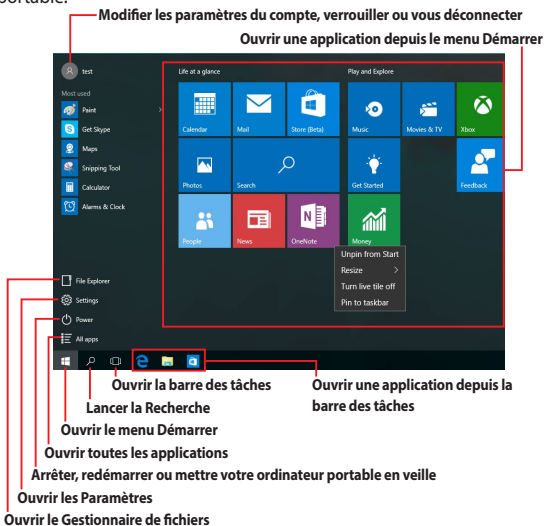 portable.
Modifier les paramètres du compte, verrouiller ou vous déconnecter
Ouvrir une application depuis le menu Démarrer
test
Life at a glance
Play and Explore
Most used
Paint
Get Skype
Maps
Snipping Tool
Calculator
Alarms & Clock
Calendar
Mail
Store (Beta)
Music
Movies & TV
Xbox
Photos
Search
Get Started
Feedback
People
News
OneNote
Money
Unpin from Start
Resize
Turn live tile off
Pin to taskbar
File Explorer
Settings
Power
All apps
Ouvrir la barre des tâches
Ouvrir une application depuis la
barre des tâches
Lancer la Recherche
Ouvrir le menu Démarrer
Ouvrir toutes les applications
Arrêter, redémarrer ou mettre votre ordinateur portable en veille
Ouvrir les Paramètres
Ouvrir le Gestionnaire de fichiers